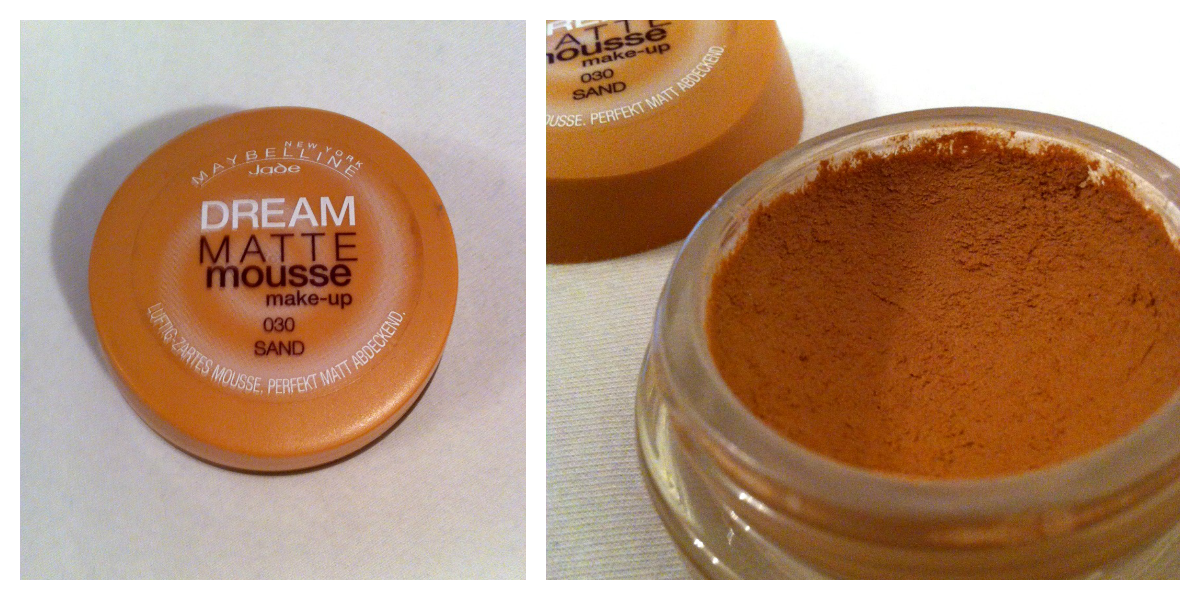 NEW YORK
MAYBELLINE
Jade
DREAM
MATTE
mousse
make-up
030
SAND
LUFTIG-ZARTES MOUSSE. PERFEKT MATT ABDECKEND.
MATTE
mousse
make-up
030
SAND
MOUSSE. PERFEKT MATT ABDECKEND.